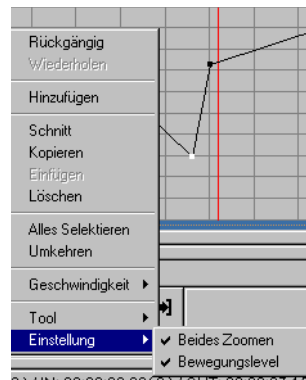 Rückgängig
Wiederholen
Hinzufügen
Schnitt
Kopieren
Einfügen
Löschen
Alles Selektieren
Umkehren
Geschwindigkeit
Tool
Einstellung
Beides Zoomen
Bewegungslevel